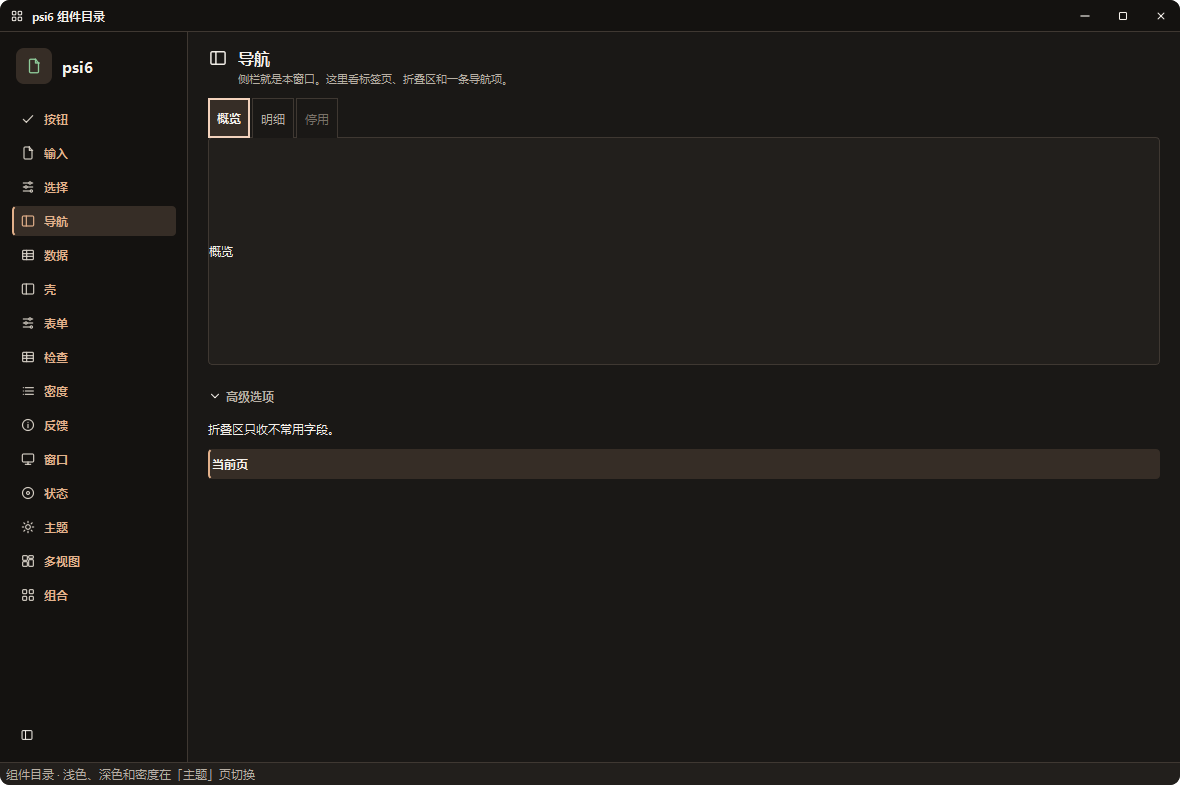 psi6 组件目录
psi6
按钮
输入
选择
导航
数据
壳
表单
检查
密度
反馈
窗口
状态
主题
多视图
组合
导航
侧栏就是本窗口。这里看标签页、折叠区和一条导航项。
概览 明细 停用
概览
高级选项
折叠区只收不常用字段。
当前页
组件目录 · 浅色、深色和密度在「主题」页切换